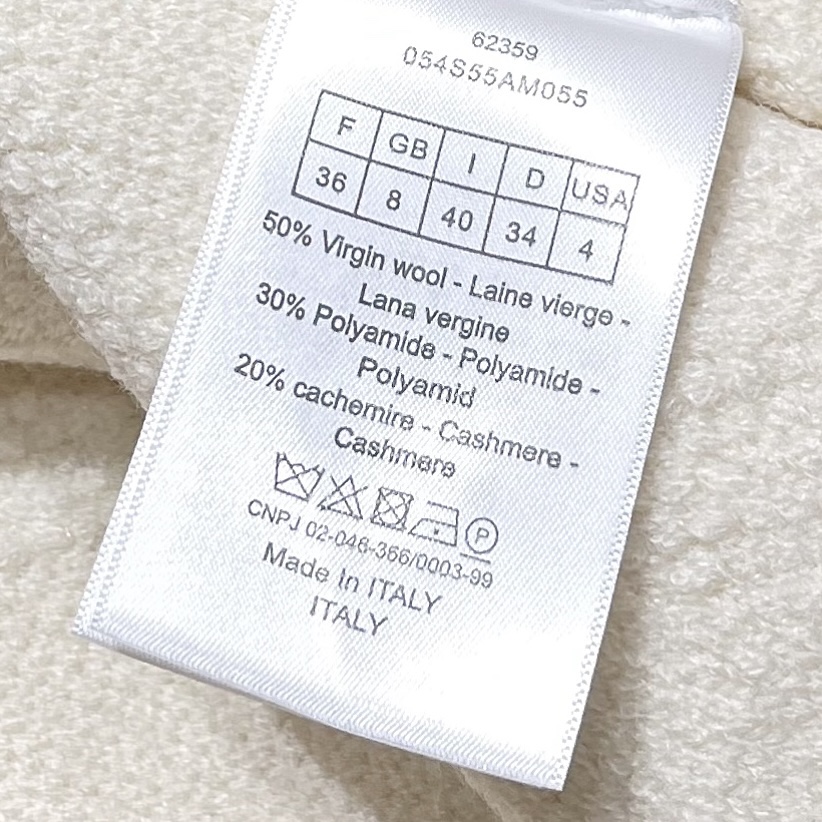 62359
054S55AM055
F GB I D USA
36 8 40 34 4
50% Virgin wool - Laine vierge -
Lana vergine
30% Polyamide - Polyamide -
Polyamid
20% cachemire - Cashmere -
Cashmere
P
CNPJ 02-046-366/0003-99
Made in ITALY
ITALY